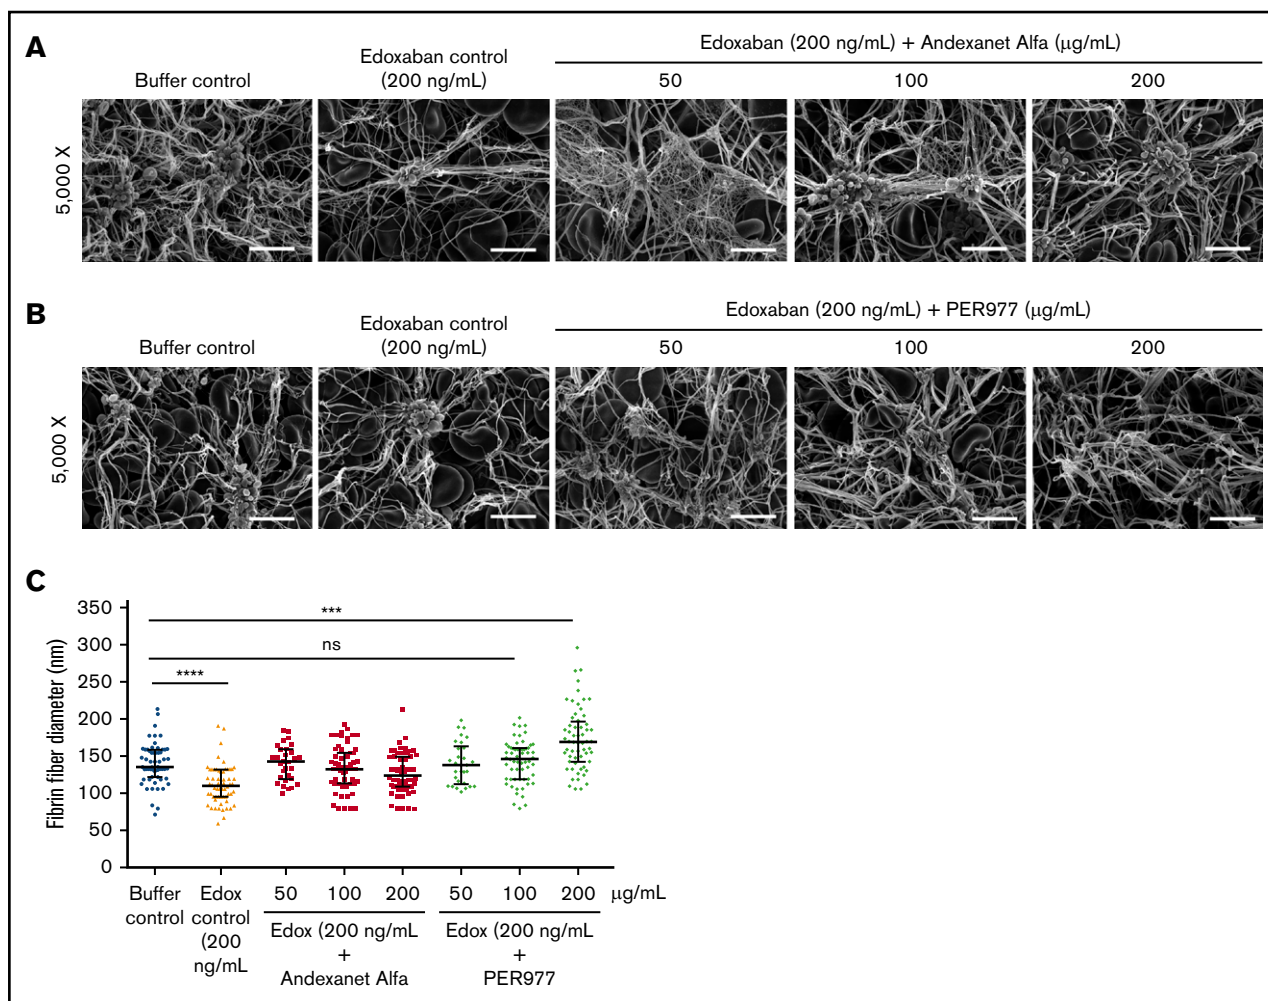 A
Edoxaban (200 ng/mL) + Andexanet Alfa (μg/mL)
Buffer control
Edoxaban control
(200 ng/mL)
50
100
200
5,000 X
B
Edoxaban (200 ng/mL) + PER977 (μg/mL)
Buffer control
Edoxaban control
(200 ng/mL)
50
100
200
5,000 X
C
Fibrin fiber diameter (nm)
350
300
250
200
150
100
50
0
***
ns
****
Buffer
control
Edox
control
(200
ng/mL
50
100
200
50
100
200
μg/mL
Edox (200 ng/mL
+
Andexanet Alfa
Edox (200 ng/mL
+
PER977